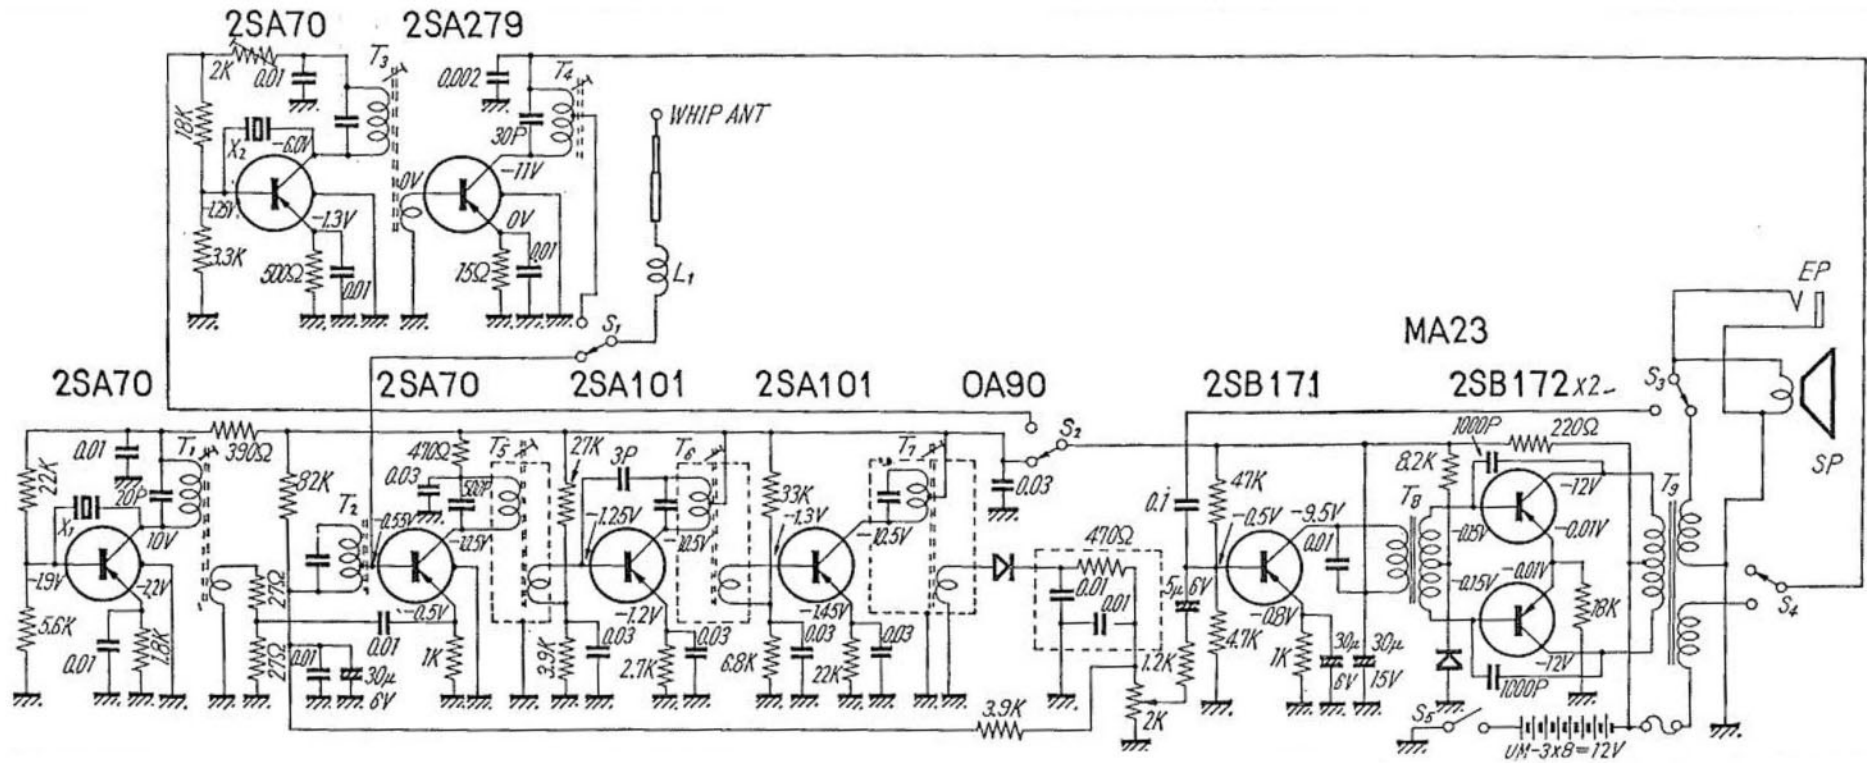 2SA70
2SA279
T3
T4
2K
0.01
0.002
18K
X2
-6.0V
30P
-11V
WHIP ANT
0V
-1.25V
-1.3V
0V
3.3K
500Ω
0.01
15Ω
0.01
L1
S1
EP
MA23
2SA70
2SA70
2SA101
2SA101
OA90
2SB171
2SB172 X2
S3
SP
22K
0.01
T1
390Ω
470Ω
T5
27K
3P
T6
T7
S2
1000P
220Ω
20P
X1
10V
82K
T2
0.03
500P
-0.55V
-10.5V
-1.25V
-10.5V
33K
-1.3V
-10.5V
0.03
0.1
47K
-0.5V
-9.5V
0.01
8.2K
T8
-12V
T9
-0.15V
-0.01V
-1.9V
-1.2V
27Ω
-0.5V
-1.2V
-1.45V
470Ω
0.01
0.01
5μ 6V
-0.8V
-0.15V
-0.01V
18K
S4
5.6K
0.01
1.8K
27Ω
0.01
30μ
6V
0.01
1K
3.9K
0.03
2.7K
0.03
6.8K
0.03
22K
0.03
1.2K
4.7K
1K
30μ
6V
30μ
15V
-12V
1000P
3.9K
2K
S5
UM-3x8=12V